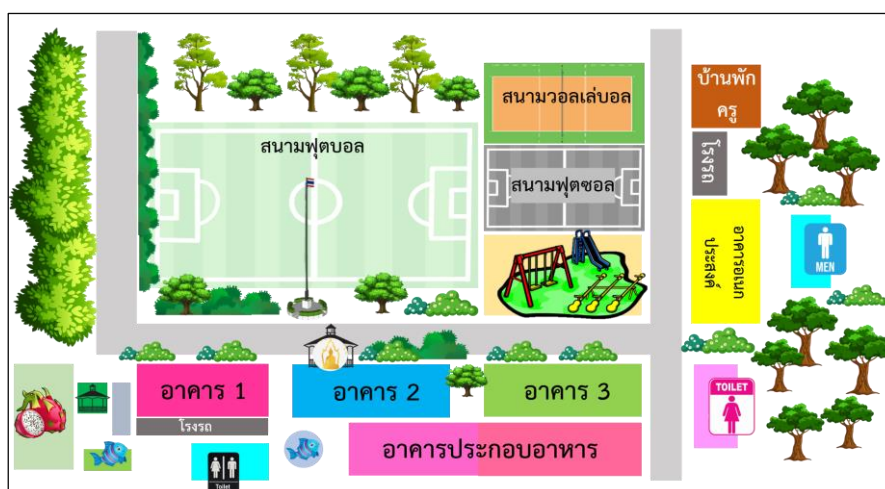 สนามวอลเล่บอล
บ้านพัก
ครู
สนามฟุตบอล
โรงรถ
สนามฟุตซอล
อาคารอเนก
ประสงค์
MEN
อาคาร 1
อาคาร 2
อาคาร 3
TOILET
โรงรถ
อาคารประกอบอาหาร
Toilet